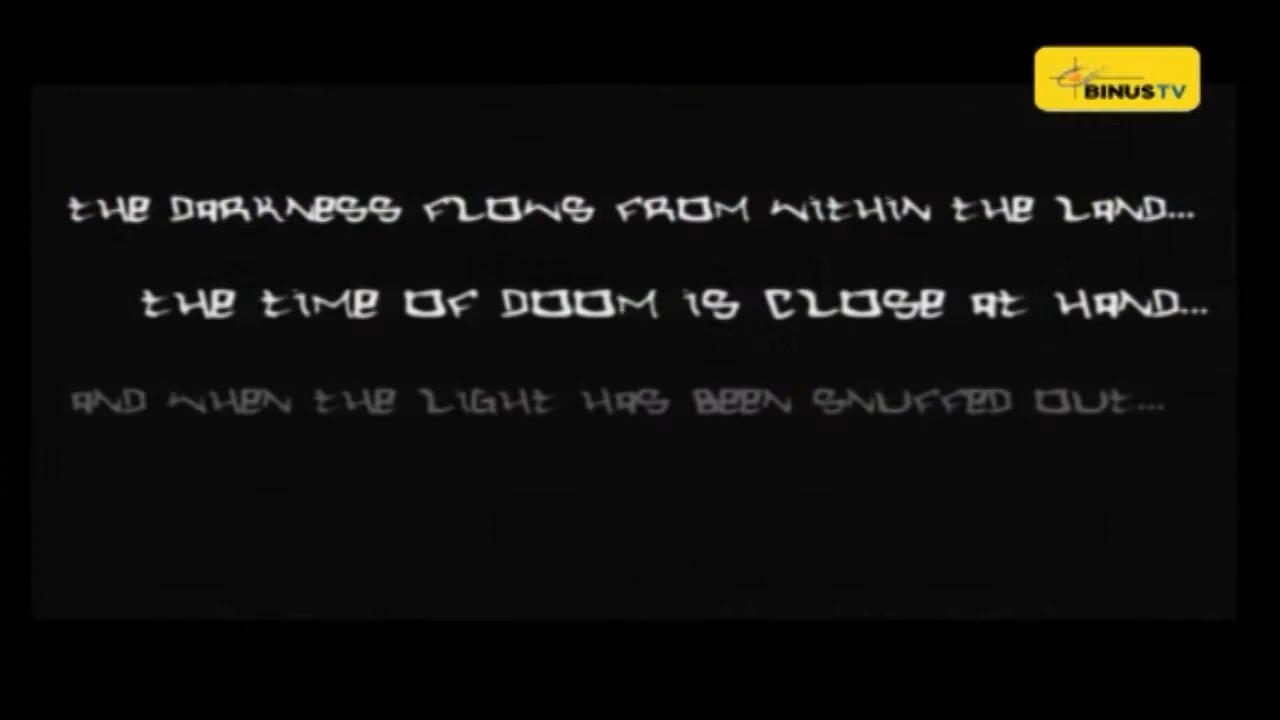 BINUSTV
the DARKNeSS FLOWS FROM WitHiN tHe LaND...
tHe tiMe OF DOOM iS CLOSe at HaND...
aND WHeN tHe LiGHt HaS BeeN SNUFFeD OUt...